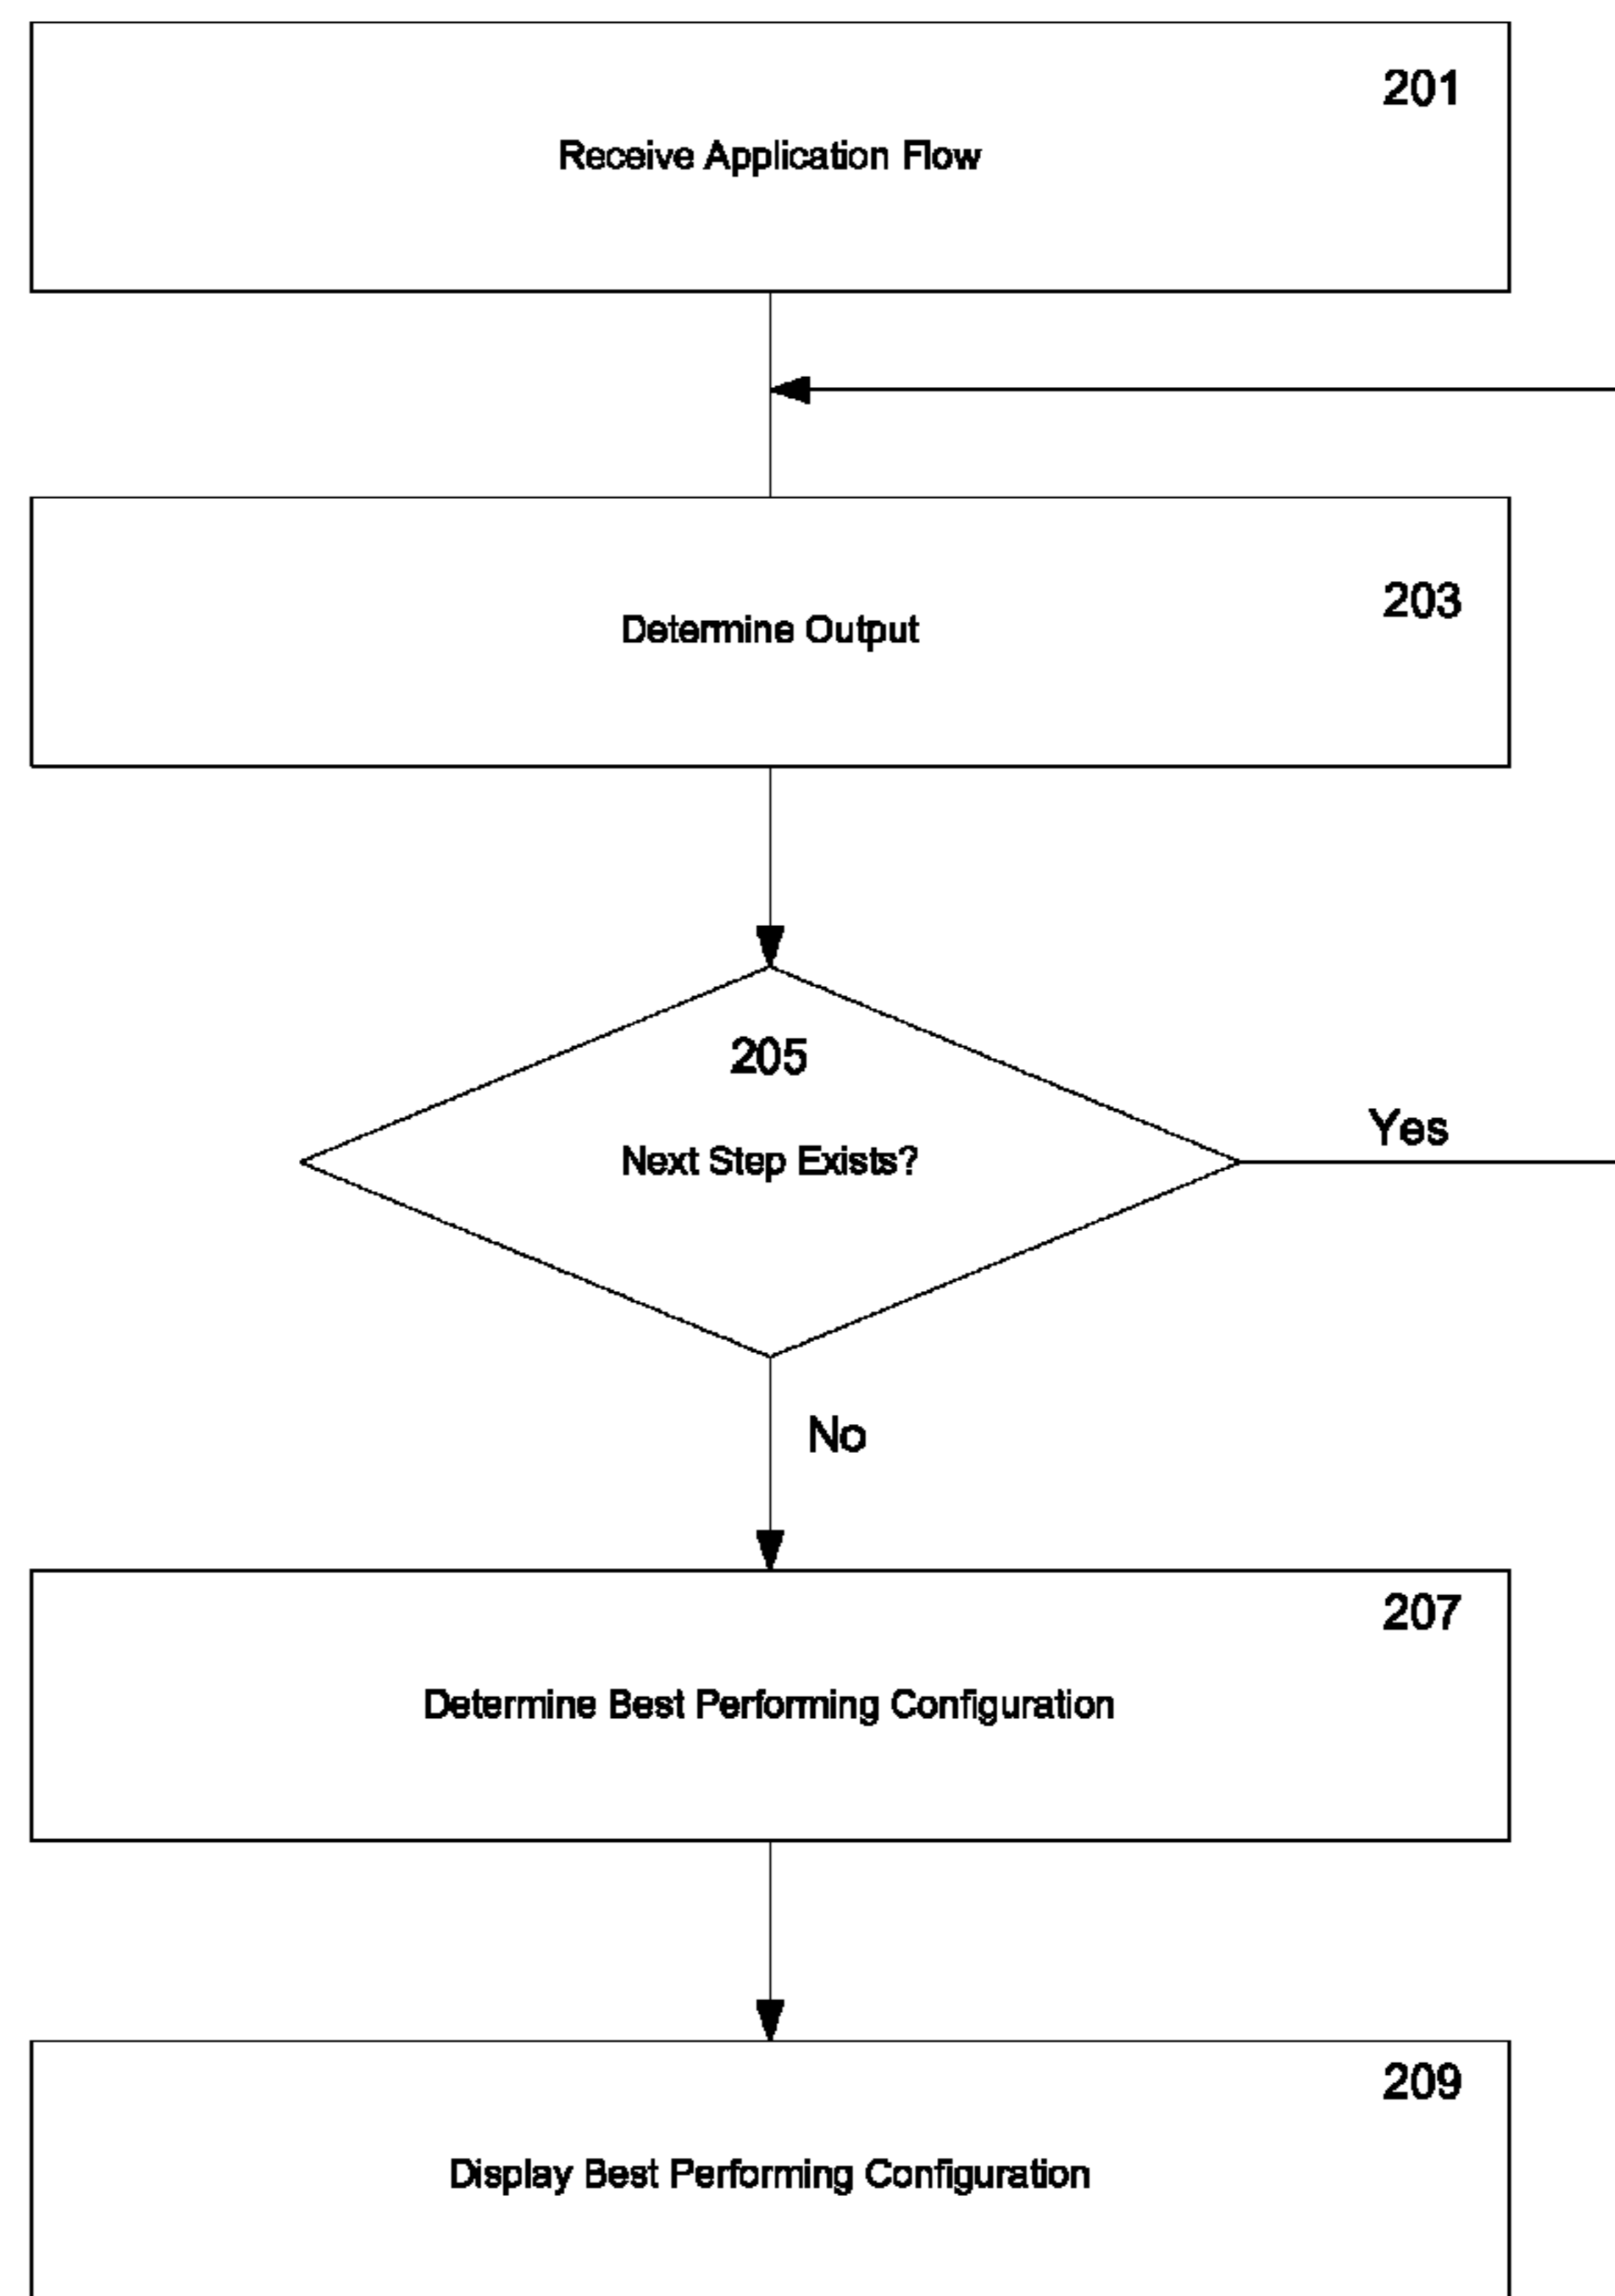 201
Receive Application Flow
203
Determine Output
205
Next Step Exists?
Yes
No
207
Determine Best Performing Configuration
209
Display Best Performing Configuration